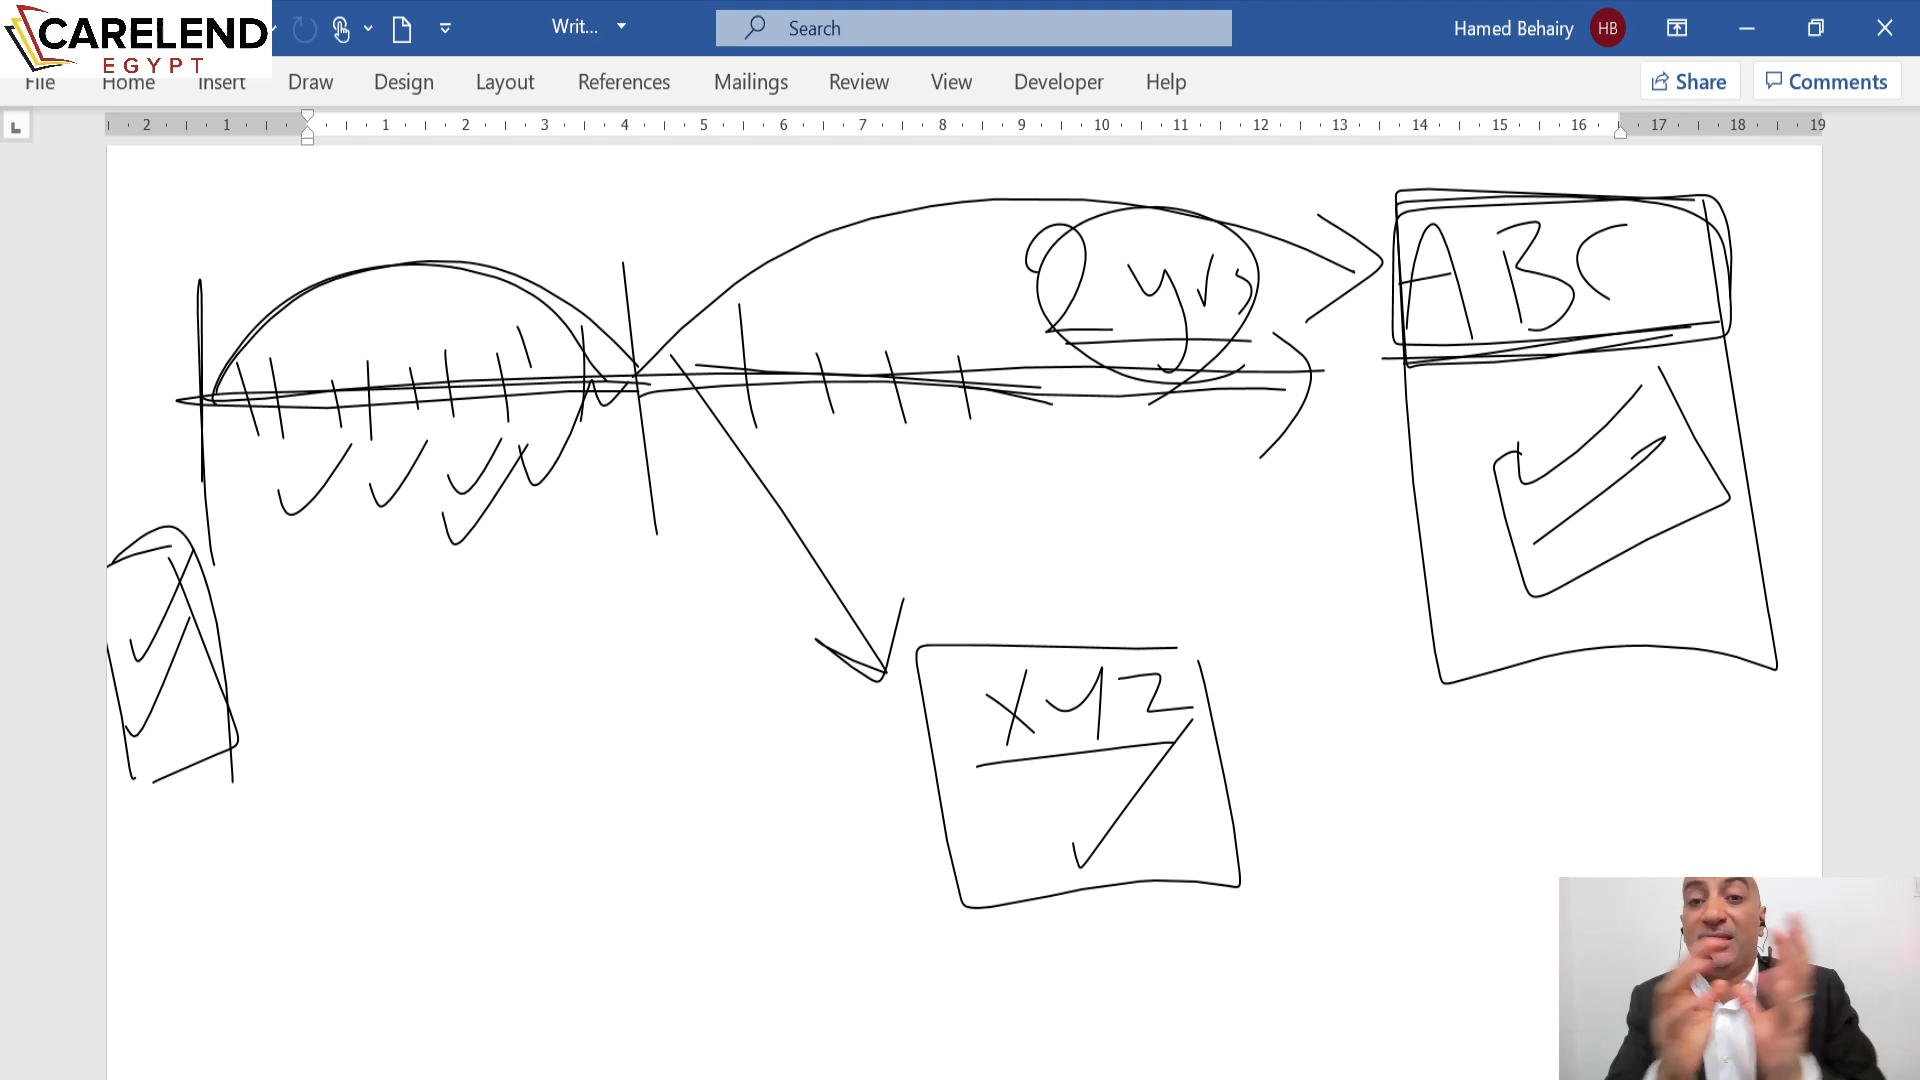 CARELEND
EGYPT
Writ...
Search
Hamed Behairy
HB
File
Home
Insert
Draw
Design
Layout
References
Mailings
Review
View
Developer
Help
Share
Comments
2 1 1 2 3 4 5 6 7 8 9 10 11 12 13 14 15 16 17 18 19
2 yrs
ABC
XYZ